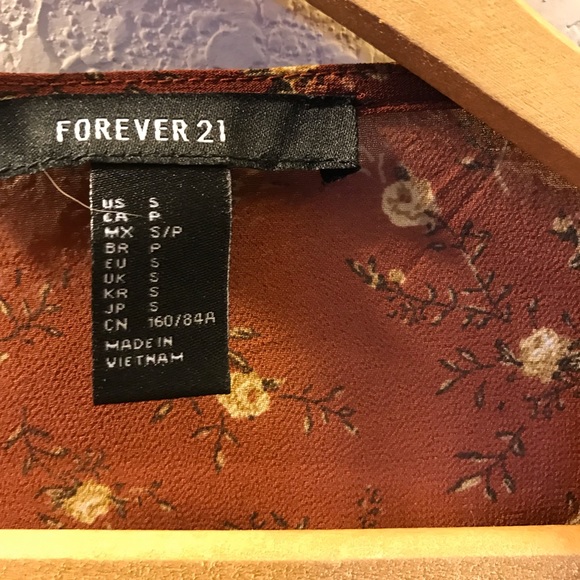 FOREVER 21
US S
CA P
MX S/P
BR P
EU S
UK S
KR S
JP S
CN 160/84A
MADE IN
VIETNAM